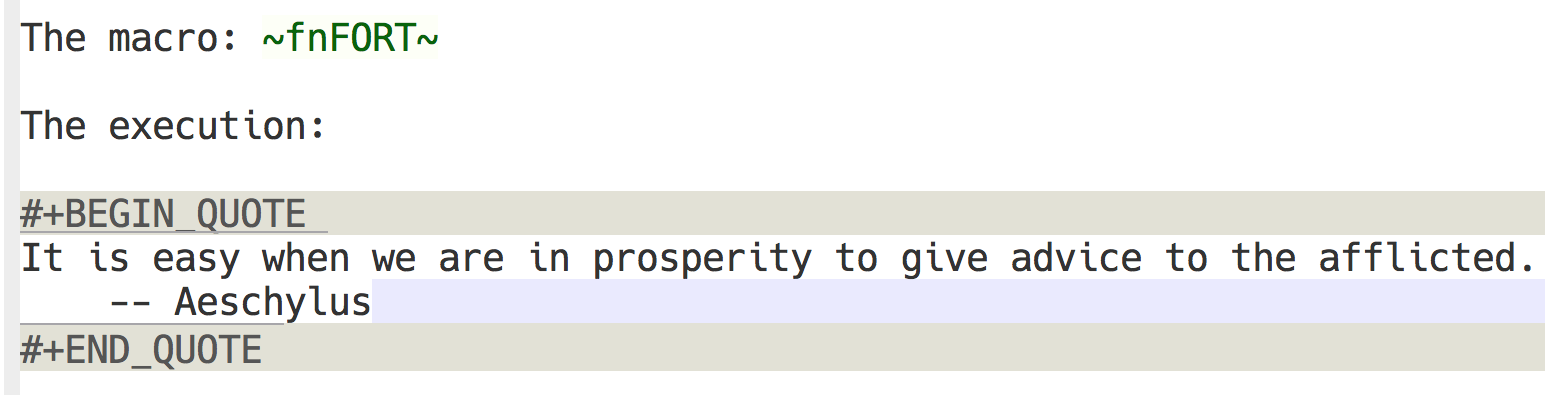 The macro: ~fnFORT~
The execution:
#+BEGIN_QUOTE
It is easy when we are in prosperity to give advice to the afflicted.
-- Aeschylus
#+END_QUOTE